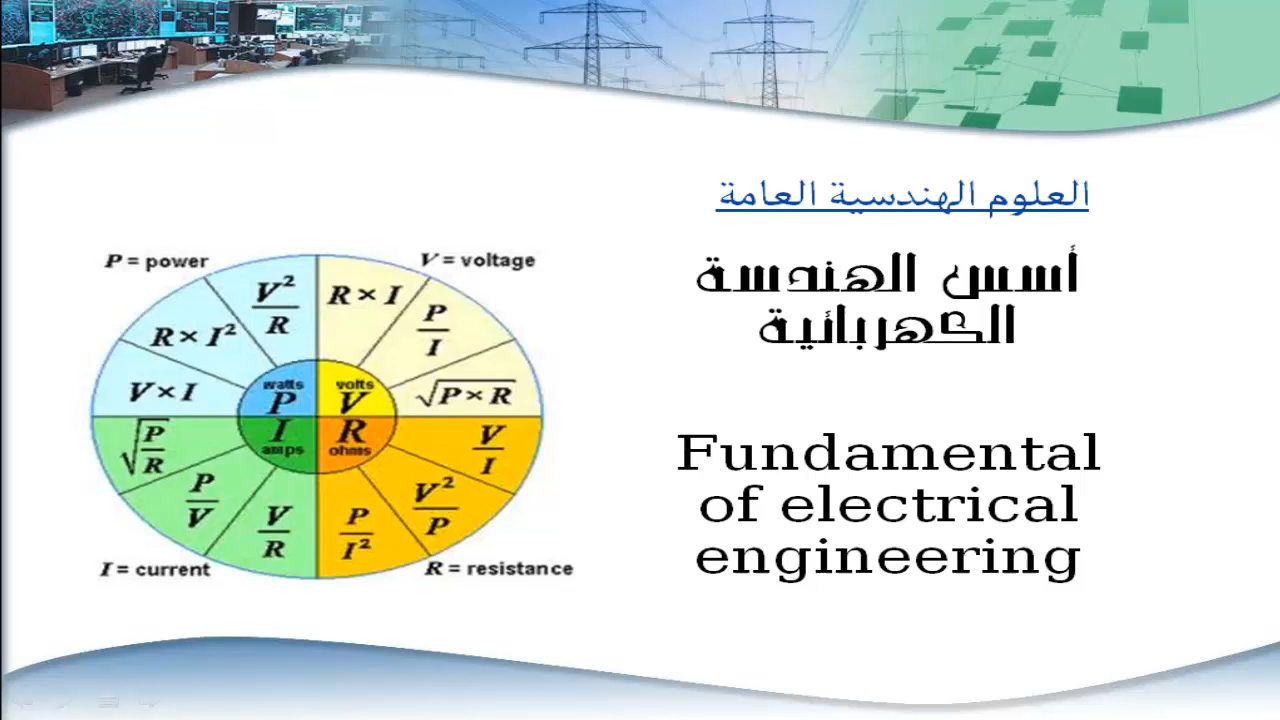 العلوم الهندسية العامة
أسس الهندسة
الكهربائية
Fundamental
of electrical
engineering
P = power
V = voltage
V²/R
R × I
R × I²
P/I
V × I
√(P × R)
watts
P
volts
V
I
amps
R
ohms
√(P/R)
V/I
P/V
V²/P
V/R
P/I²
I = current
R = resistance